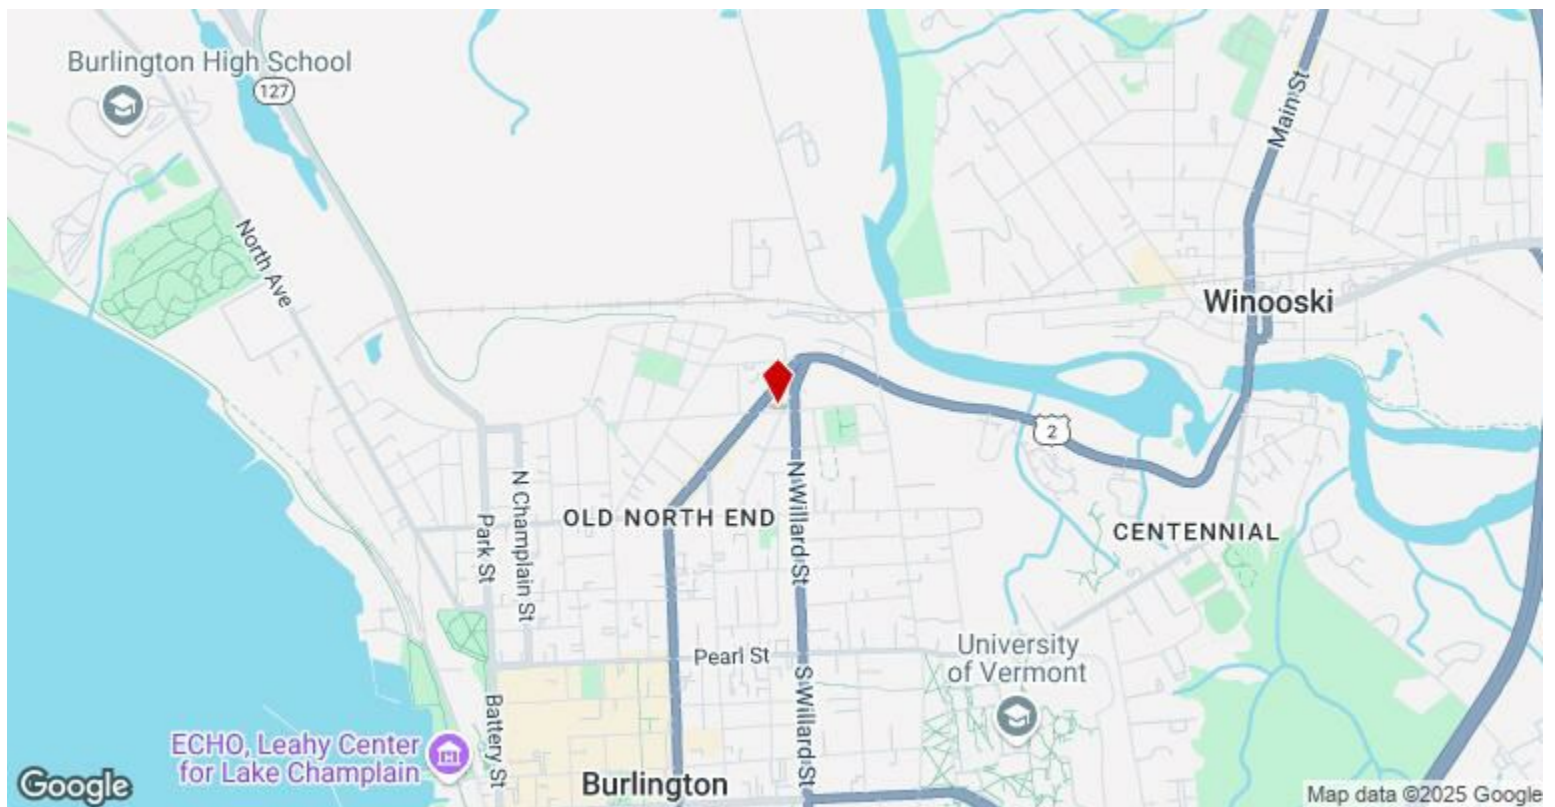 Burlington High School
127
Main St
North Ave
Winooski
2
N Willard St
N Champlain St
OLD NORTH END
Park St
CENTENNIAL
University
of Vermont
Pearl St
S Willard St
Battery St
ECHO, Leahy Center
for Lake Champlain
Burlington
Google
Map data ©2025 Google